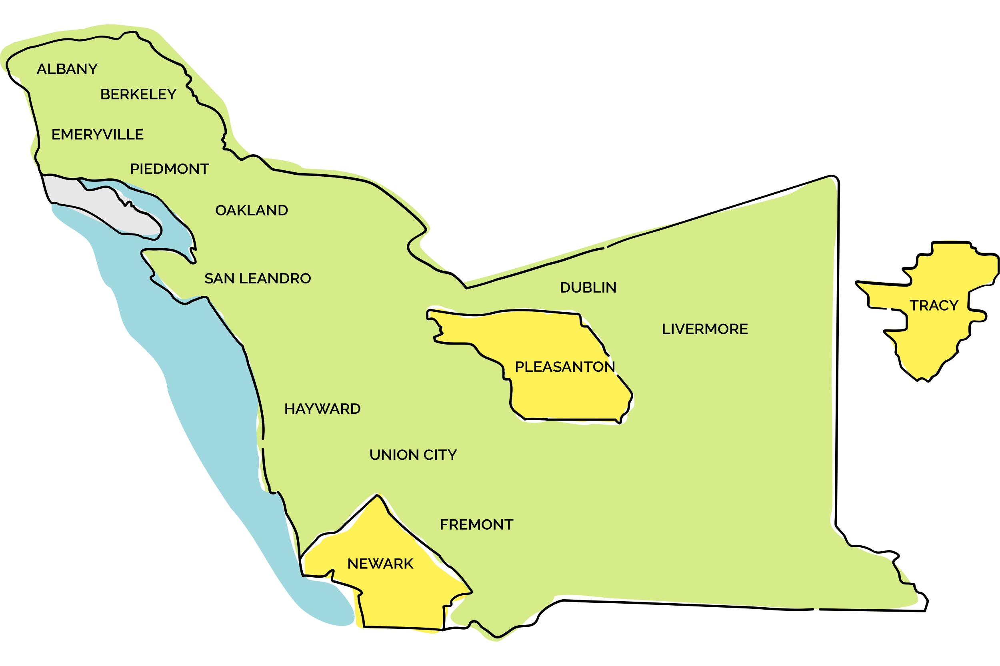 ALBANY
BERKELEY
EMERYVILLE
PIEDMONT
OAKLAND
SAN LEANDRO
DUBLIN
TRACY
LIVERMORE
PLEASANTON
HAYWARD
UNION CITY
FREMONT
NEWARK